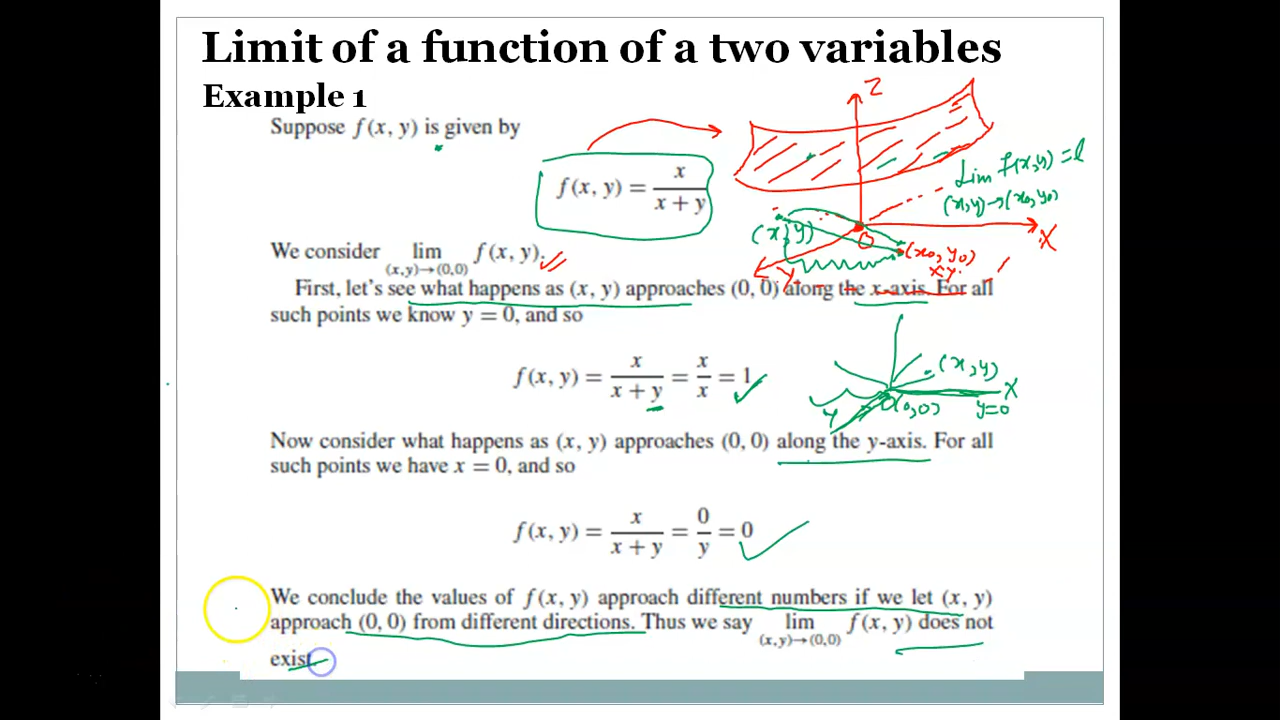 Limit of a function of a two variables
Example 1
Suppose f(x, y) is given by
f(x, y) = x / (x + y)
Z
Lim f(x,y) = l
(x,y)→(x₀,y₀)
(x,y)
O
X
(x₀, y₀)
xy.
Y
We consider lim f(x, y).
(x,y)→(0,0)
First, let's see what happens as (x, y) approaches (0, 0) along the x-axis. For all
such points we know y = 0, and so
f(x, y) = x / (x + y) = x / x = 1
(x,y)
X
(0,0)
y=0
Y
Now consider what happens as (x, y) approaches (0, 0) along the y-axis. For all
such points we have x = 0, and so
f(x, y) = x / (x + y) = 0 / y = 0
We conclude the values of f(x, y) approach different numbers if we let (x, y)
approach (0, 0) from different directions. Thus we say lim f(x, y) does not
(x,y)→(0,0)
exist.